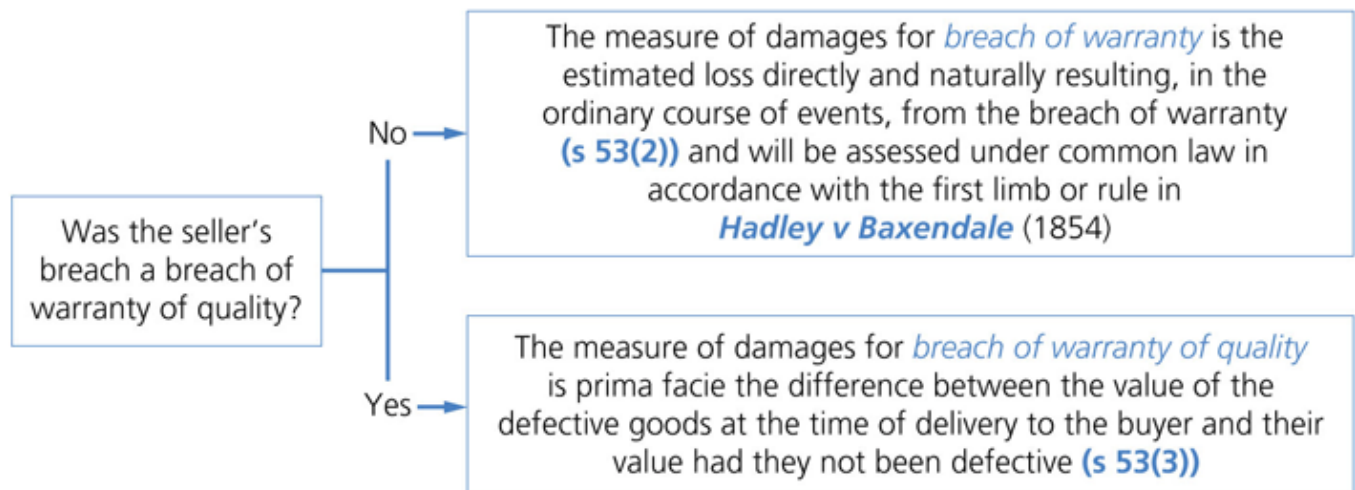 The measure of damages for breach of warranty is the
estimated loss directly and naturally resulting, in the
ordinary course of events, from the breach of warranty
(s 53(2)) and will be assessed under common law in
accordance with the first limb or rule in
Hadley v Baxendale (1854)
No
Was the seller’s
breach a breach of
warranty of quality?
Yes
The measure of damages for breach of warranty of quality
is prima facie the difference between the value of the
defective goods at the time of delivery to the buyer and their
value had they not been defective (s 53(3))